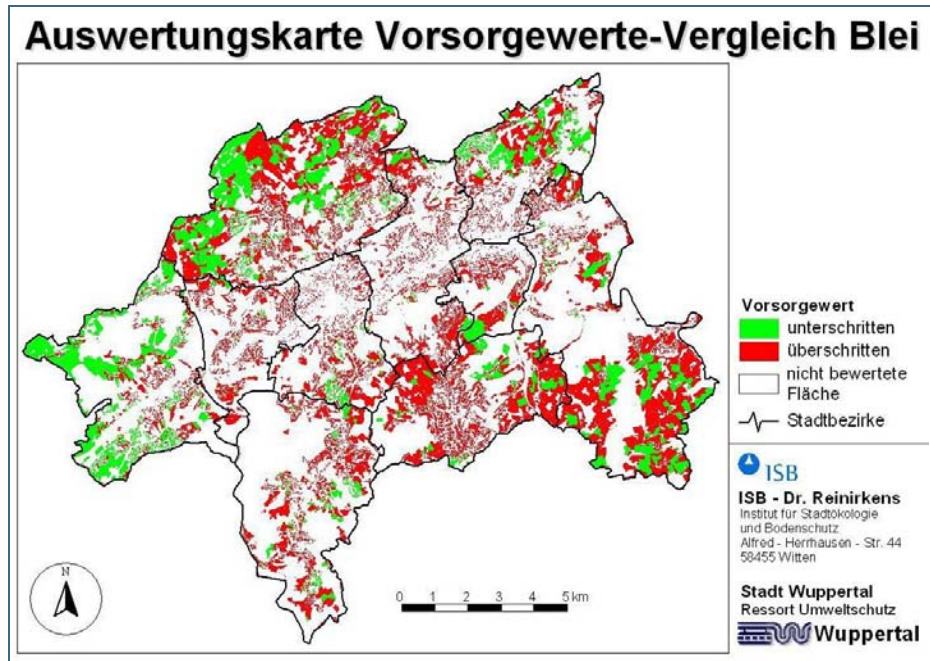 Auswertungskarte Vorsorgewerte-Vergleich Blei
Vorsorgewert
unterschritten
überschritten
nicht bewertete
Fläche
Stadtbezirke
ISB
ISB - Dr. Reinirkens
Institut für Stadtökologie
und Bodenschutz
Alfred - Herrhausen - Str. 44
58455 Witten
N
0 1 2 3 4 5 km
Stadt Wuppertal
Ressort Umweltschutz
Wuppertal